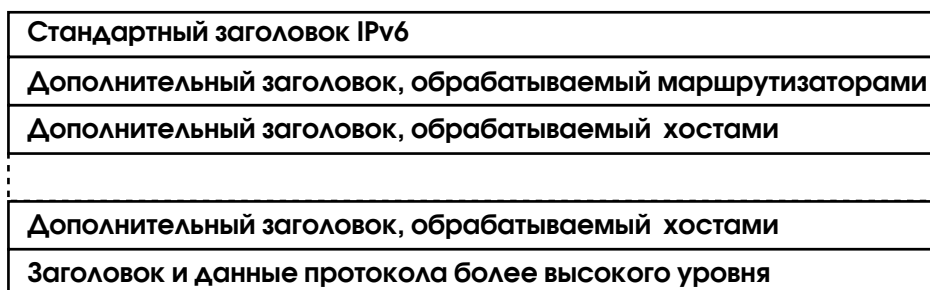 Стандартный заголовок IPv6
Дополнительный заголовок, обрабатываемый маршрутизаторами
Дополнительный заголовок, обрабатываемый хостами
Дополнительный заголовок, обрабатываемый хостами
Заголовок и данные протокола более высокого уровня